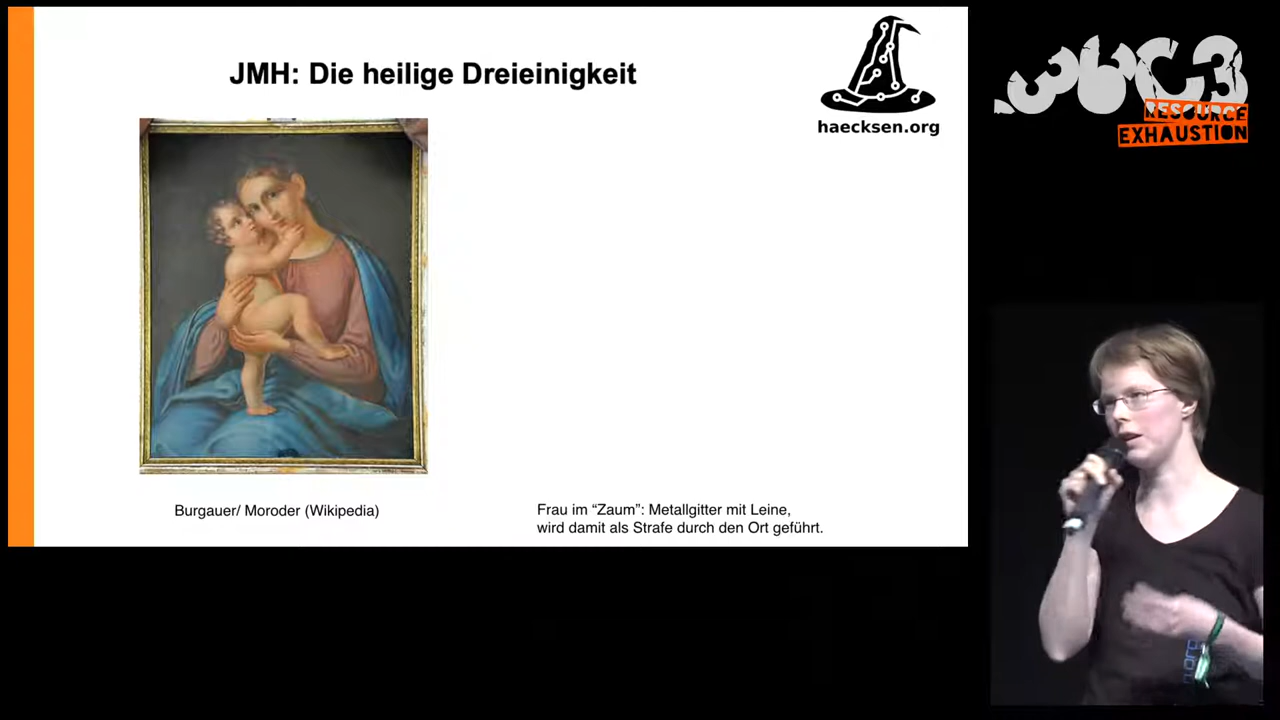 JMH: Die heilige Dreieinigkeit
haecksen.org
36C3
RESOURCE
EXHAUSTION
Burgauer/ Moroder (Wikipedia)
Frau im “Zaum”: Metallgitter mit Leine,
wird damit als Strafe durch den Ort geführt.